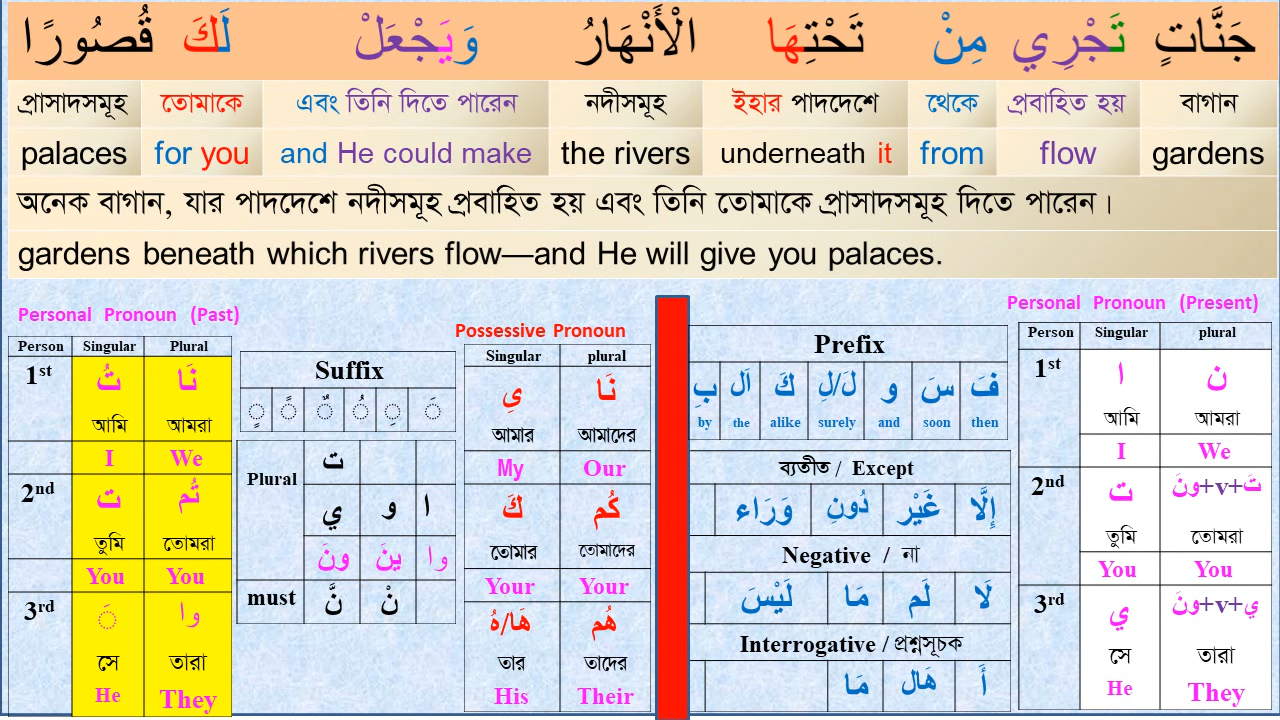 جَنَّاتٍ تَجْرِي مِنْ تَحْتِهَا الْأَنْهَارُ وَيَجْعَلْ لَكَ قُصُورًا
প্রাসাদসমূহ তোমাকে এবং তিনি দিতে পারেন নদীসমূহ ইহার পাদদেশে থেকে প্রবাহিত হয় বাগান
palaces for you and He could make the rivers underneath it from flow gardens
অনেক বাগান, যার পাদদেশে নদীসমূহ প্রবাহিত হয় এবং তিনি তোমাকে প্রাসাদসমূহ দিতে পারেন।
gardens beneath which rivers flow—and He will give you palaces.
Personal Pronoun (Past)
Person Singular Plural
1st تُ نَا
আমি আমরা
I We
2nd ت تُم
তুমি তোমরা
You You
3rd َ وا
সে তারা
He They
Suffix
ٍ ً ٌ ُ ِ َ
Plural ت
ي و ا
ونَ ينَ وا
must نَّ نْ
Possessive Pronoun
Singular plural
يِ نَا
আমার আমাদের
My Our
كَ كُم
তোমার তোমাদের
Your Your
هَا/هُ هُم
তার তাদের
His Their
Prefix
بِ اَل كَ لَ/لِ و سَ فَ
by the alike surely and soon then
ব্যতীত / Except
وَرَاء دُونِ غَيْر إِلَّا
Negative / না
لَيْسَ مَا لَم لَا
Interrogative / প্রশ্নসূচক
مَا هَال أَ
Personal Pronoun (Present)
Person Singular plural
1st ا ن
আমি আমরা
I We
2nd ت تَ+v+ونَ
তুমি তোমরা
You You
3rd ي ي+v+ونَ
সে তারা
He They